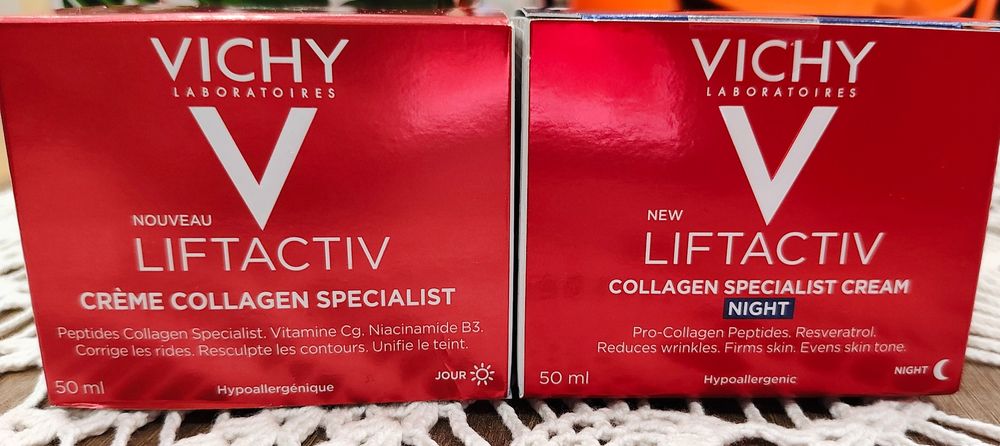 VICHY
LABORATOIRES
V
NOUVEAU
LIFTACTIV
CRÈME COLLAGEN SPECIALIST
Peptides Collagen Specialist. Vitamine Cg. Niacinamide B3.
Corrige les rides. Resculpte les contours. Unifie le teint.
50 ml
Hypoallergénique
JOUR
VICHY
LABORATOIRES
V
NEW
LIFTACTIV
COLLAGEN SPECIALIST CREAM
NIGHT
Pro-Collagen Peptides. Resveratrol.
Reduces wrinkles. Firms skin. Evens skin tone.
50 ml
Hypoallergenic
NIGHT